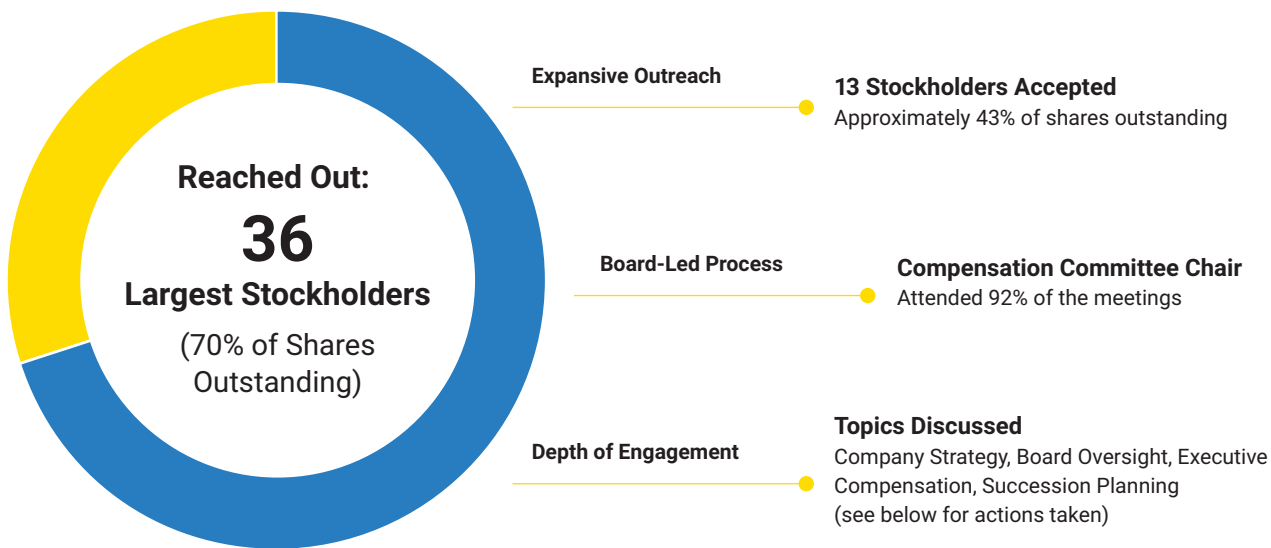 Reached Out:
36
Largest Stockholders
(70% of Shares
Outstanding)
Expansive Outreach
13 Stockholders Accepted
Approximately 43% of shares outstanding
Board-Led Process
Compensation Committee Chair
Attended 92% of the meetings
Depth of Engagement
Topics Discussed
Company Strategy, Board Oversight, Executive
Compensation, Succession Planning
(see below for actions taken)